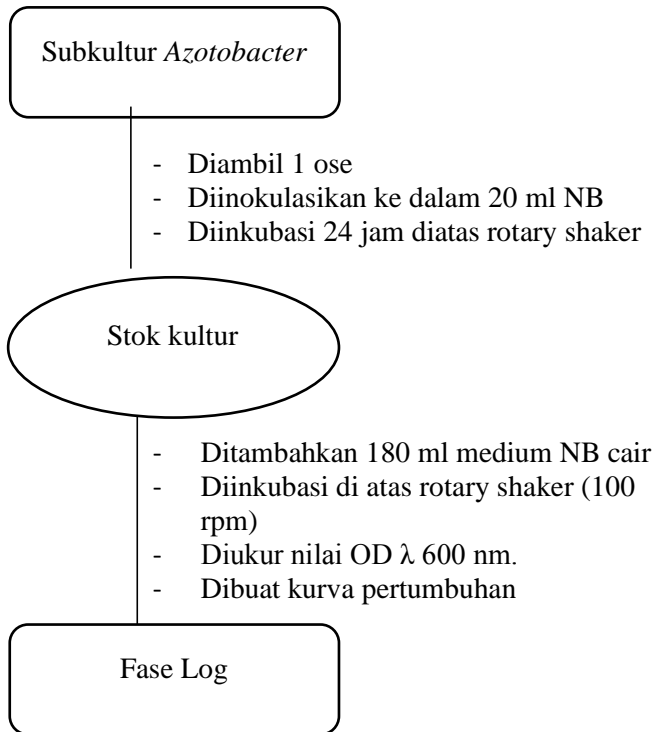 Subkultur Azotobacter
- Diambil 1 ose
- Diinokulasikan ke dalam 20 ml NB
- Diinkubasi 24 jam diatas rotary shaker
Stok kultur
- Ditambahkan 180 ml medium NB cair
- Diinkubasi di atas rotary shaker (100
rpm)
- Diukur nilai OD λ 600 nm.
- Dibuat kurva pertumbuhan
Fase Log